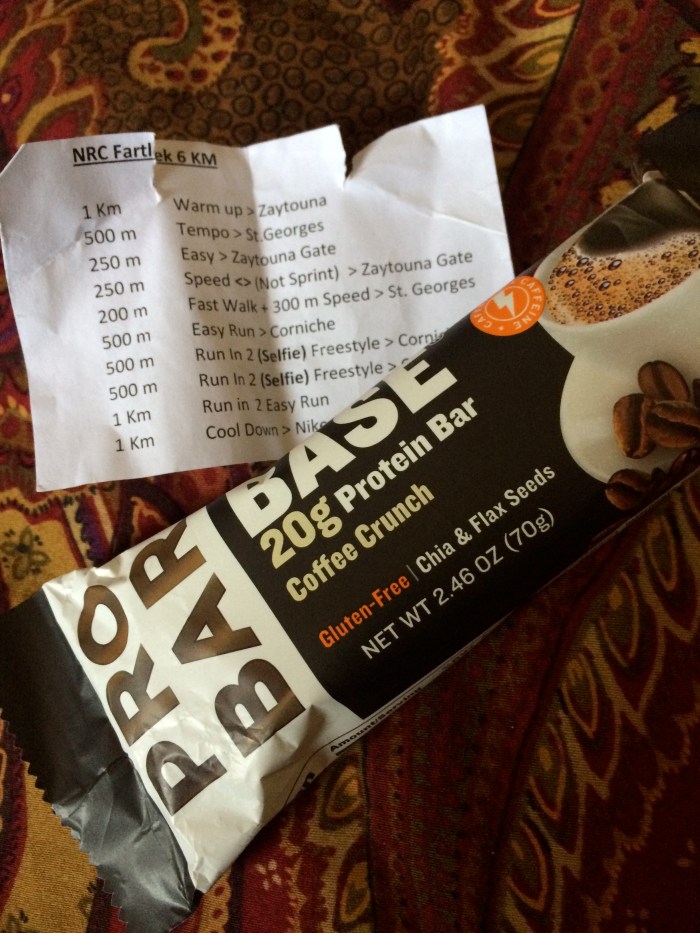 NRC Fartlek 6 KM
1 Km Warm up > Zaytouna
500 m Tempo > St.Georges
250 m Easy > Zaytouna Gate
250 m Speed <> (Not Sprint) > Zaytouna Gate
200 m Fast Walk + 300 m Speed > St. Georges
500 m Easy Run > Corniche
500 m Run In 2 (Selfie) Freestyle >
500 m Run In 2 (Selfie) Freestyle >
1 Km Run in 2 Easy Run
1 Km Cool Down >
CAFFEINE +
PRO
BAR
BASE
20g Protein Bar
Coffee Crunch
Gluten-Free | Chia & Flax Seeds
NET WT 2.46 OZ (70g)